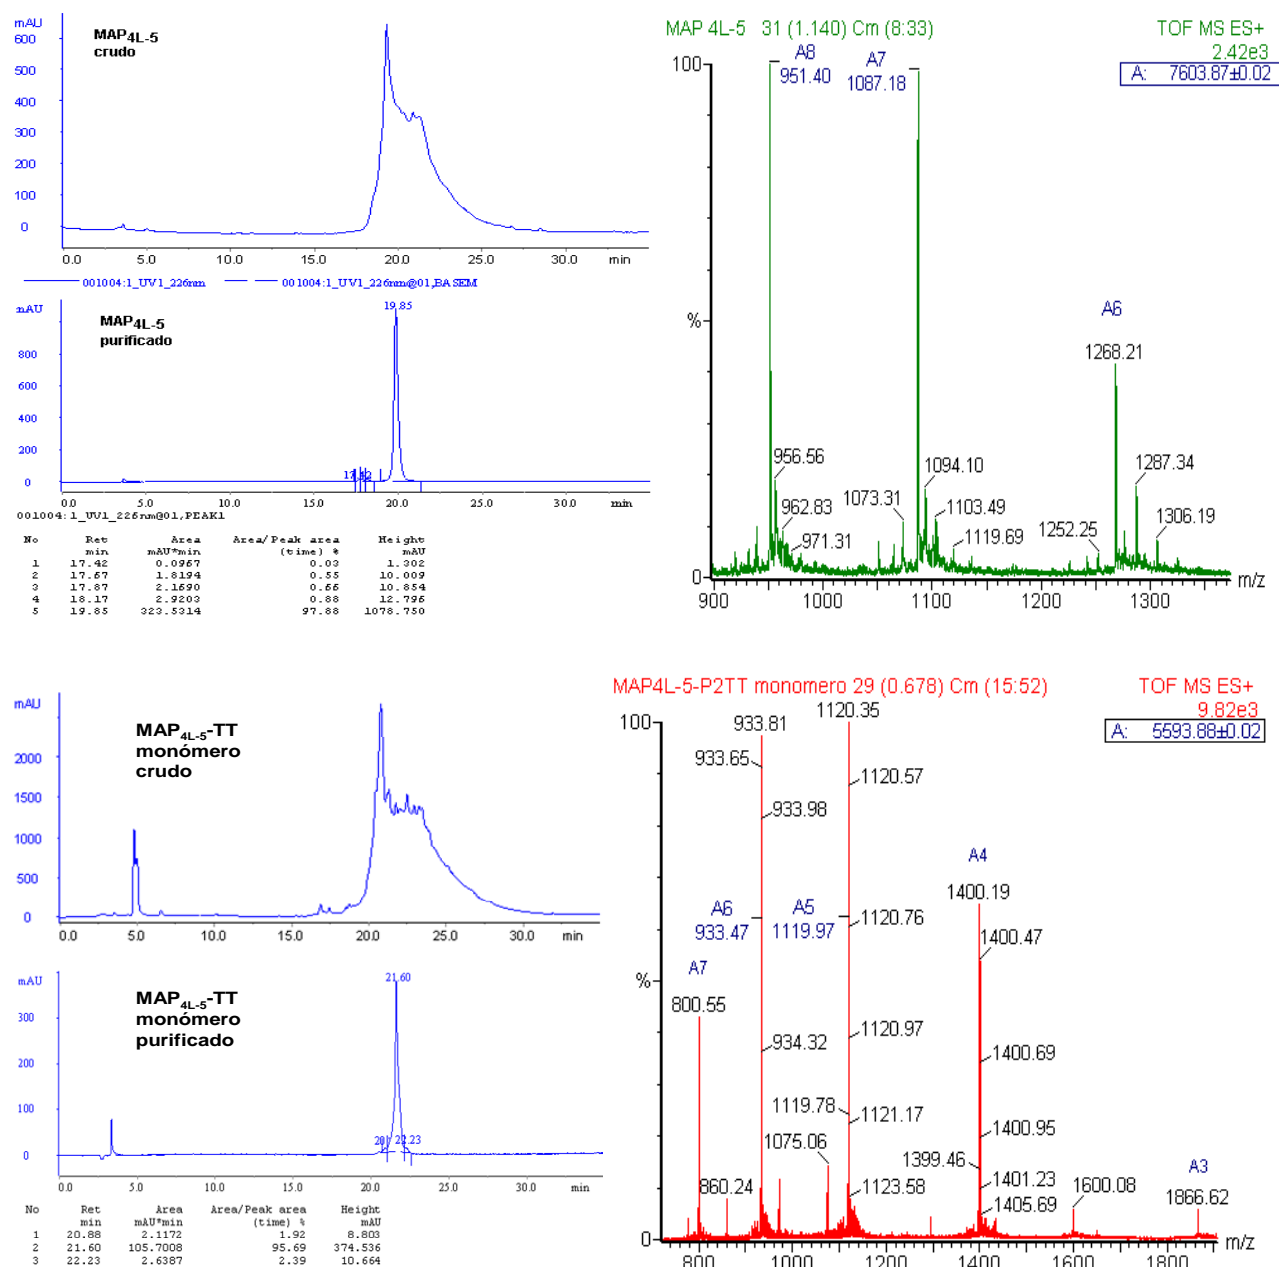 mAU
MAP4L-5
crudo
600
500
400
300
200
100
0
0.0 5.0 10.0 15.0 20.0 25.0 30.0 min
001004:1_UV1_226nm 001004:1_UV1_226nm@01,BASEM
mAU
MAP4L-5
purificado
19.85
800
600
400
200
0
0.0 5.0 10.0 15.0 20.0 25.0 30.0 min
001004:1_UV1_226nm@01,PEAK1
No Ret Area Area/Peak area Height
min mAU*min (time) % mAU
1 17.42 0.0967 0.03 1.302
2 17.67 1.8194 0.55 10.009
3 17.87 2.1690 0.66 10.854
4 18.17 2.9203 0.88 12.796
5 19.85 323.5314 97.88 1078.750
MAP 4L-5 31 (1.140) Cm (8:33)
TOF MS ES+
2.42e3
A: 7603.87±0.02
100
%
0
A8
951.40
A7
1087.18
A6
1268.21
956.56
962.83
971.31
1073.31
1094.10
1103.49
1119.69
1252.25
1287.34
1306.19
900 1000 1100 1200 1300 m/z
mAU
MAP4L-5-TT
monómero
crudo
2000
1500
1000
500
0
0.0 5.0 10.0 15.0 20.0 25.0 30.0 min
mAU
MAP4L-5-TT
monómero
purificado
21.60
22.23
300
200
100
0
0.0 5.0 10.0 15.0 20.0 25.0 30.0 min
No Ret Area Area/Peak area Height
min mAU*min (time) % mAU
1 20.88 2.1172 1.92 8.803
2 21.60 105.7008 95.69 374.536
3 22.23 2.6387 2.39 10.664
MAP4L-5-P2TT monomero 29 (0.678) Cm (15:52)
TOF MS ES+
9.82e3
A: 5593.88±0.02
100
%
0
933.81
1120.35
933.65
1120.57
933.98
A4
1400.19
A6
933.47
A5
1119.97
1120.76
1400.47
A7
800.55
934.32
1120.97
1400.69
1119.78
1121.17
1400.95
1075.06
1399.46
1401.23
860.24
1123.58
1405.69
1600.08
A3
1866.62
800 1000 1200 1400 1600 1800 m/z